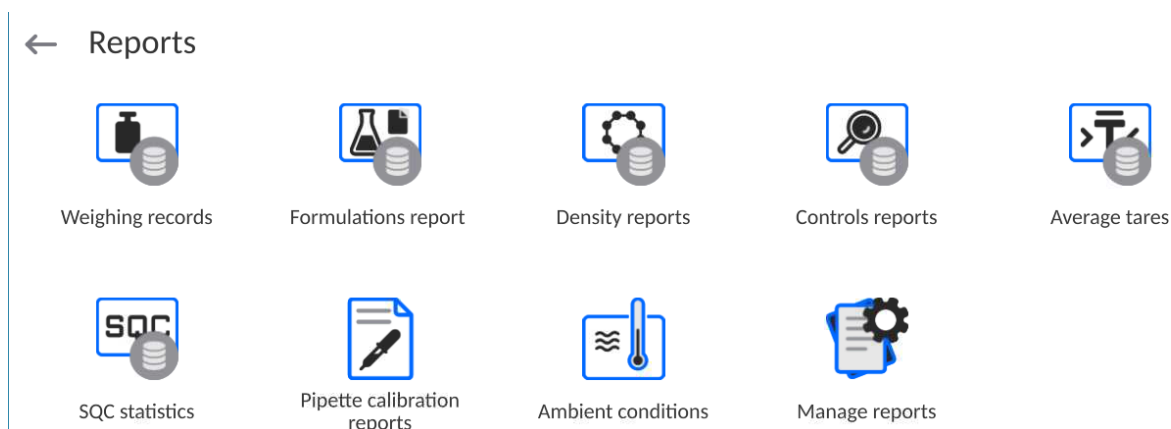 Reports
Weighing records
Formulations report
Density reports
Controls reports
Average tares
SQC
SQC statistics
Pipette calibration
reports
Ambient conditions
Manage reports